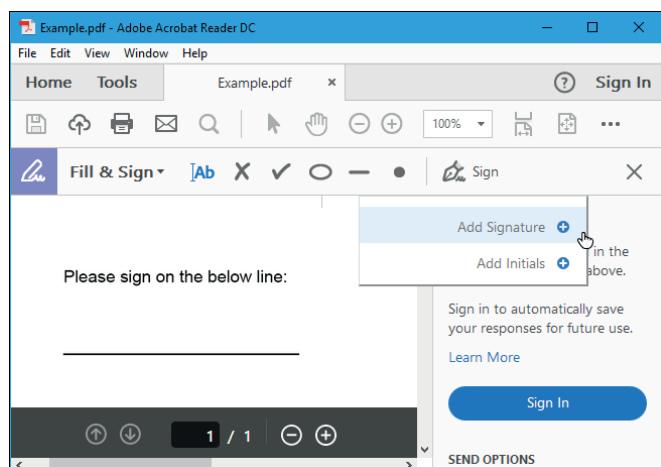 Example.pdf - Adobe Acrobat Reader DC
File Edit View Window Help
Home Tools Example.pdf × ? Sign In
100%
Fill & Sign Ab Sign
Add Signature
Add Initials
in the
above.
Please sign on the below line:
Sign in to automatically save
your responses for future use.
Learn More
Sign In
1 / 1
SEND OPTIONS